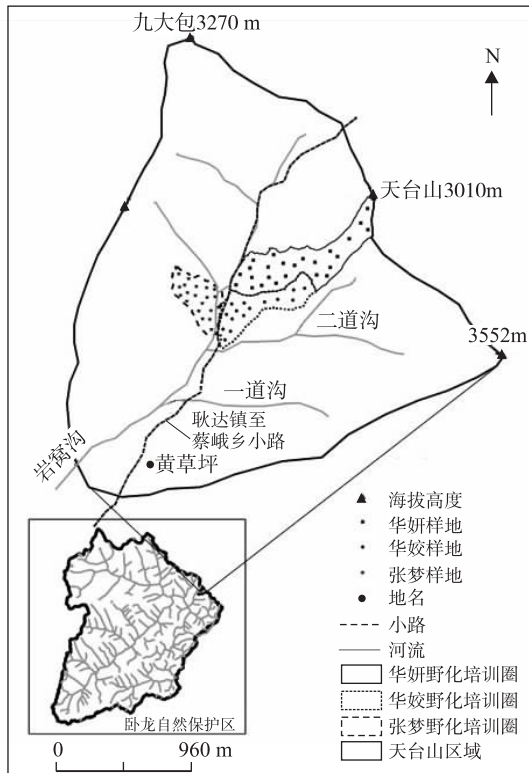 九大包3270 m
N
天台山3010m
二道沟
3552m
一道沟
耿达镇至
蔡峨乡小路
岩窝沟
黄草坪
海拔高度
华妍样地
华姣样地
张梦样地
地名
小路
河流
华妍野化培训圈
华姣野化培训圈
张梦野化培训圈
天台山区域
卧龙自然保护区
0 960 m